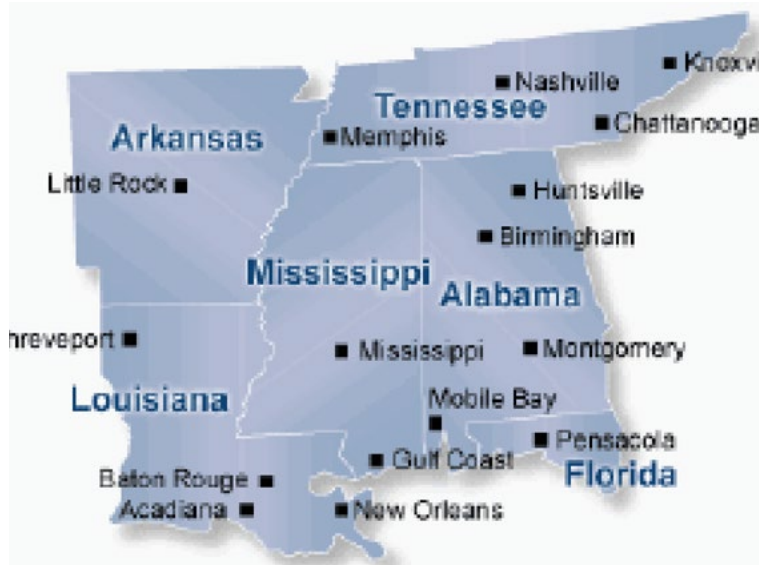 Knoxvi
Nashville
Tennessee
Chattanooga
Arkansas
Memphis
Little Rock
Huntsville
Birmingham
Mississippi
Alabama
hreveport
Mississippi
Montgomery
Louisiana
Mobile Bay
Pensacola
Gulf Coast
Florida
Baton Rouge
Acadiana
New Orleans